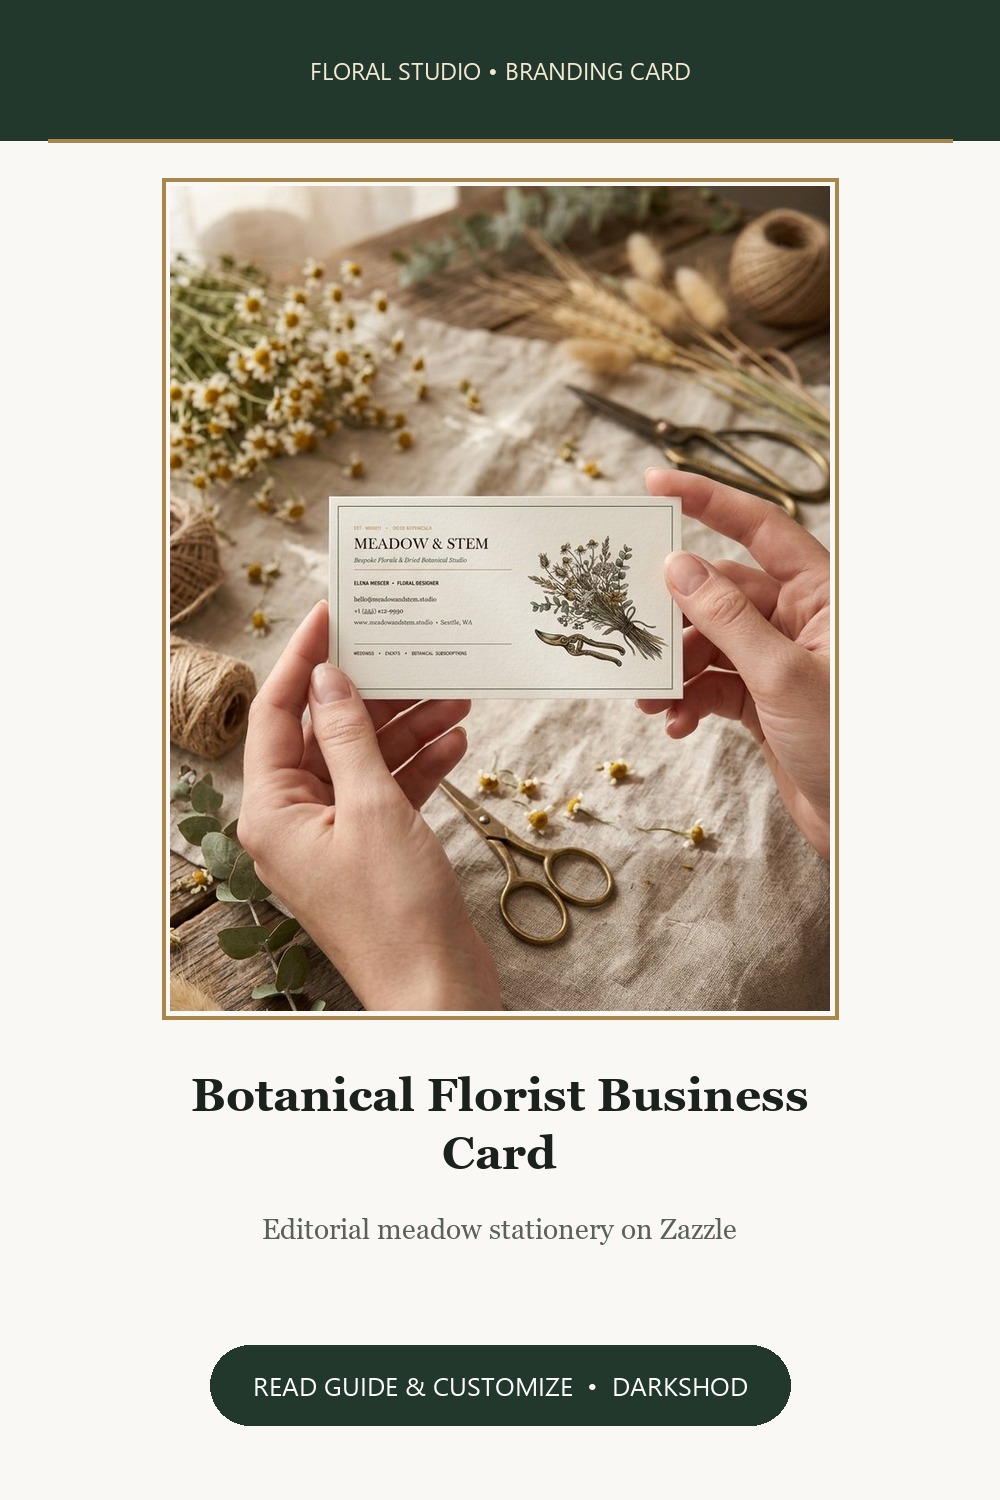 FLORAL STUDIO • BRANDING CARD
MEADOW & STEM
Bespoke Florals & Dried Botanical Studio
ELENA MERCER • FLORAL DESIGNER
hello@meadowandstem.studio
www.meadowandstem.studio • Seattle, WA
• EVENTS • BOTANICAL SUBSCRIPTIONS
Botanical Florist Business
Card
Editorial meadow stationery on Zazzle
READ GUIDE & CUSTOMIZE • DARKSHOD